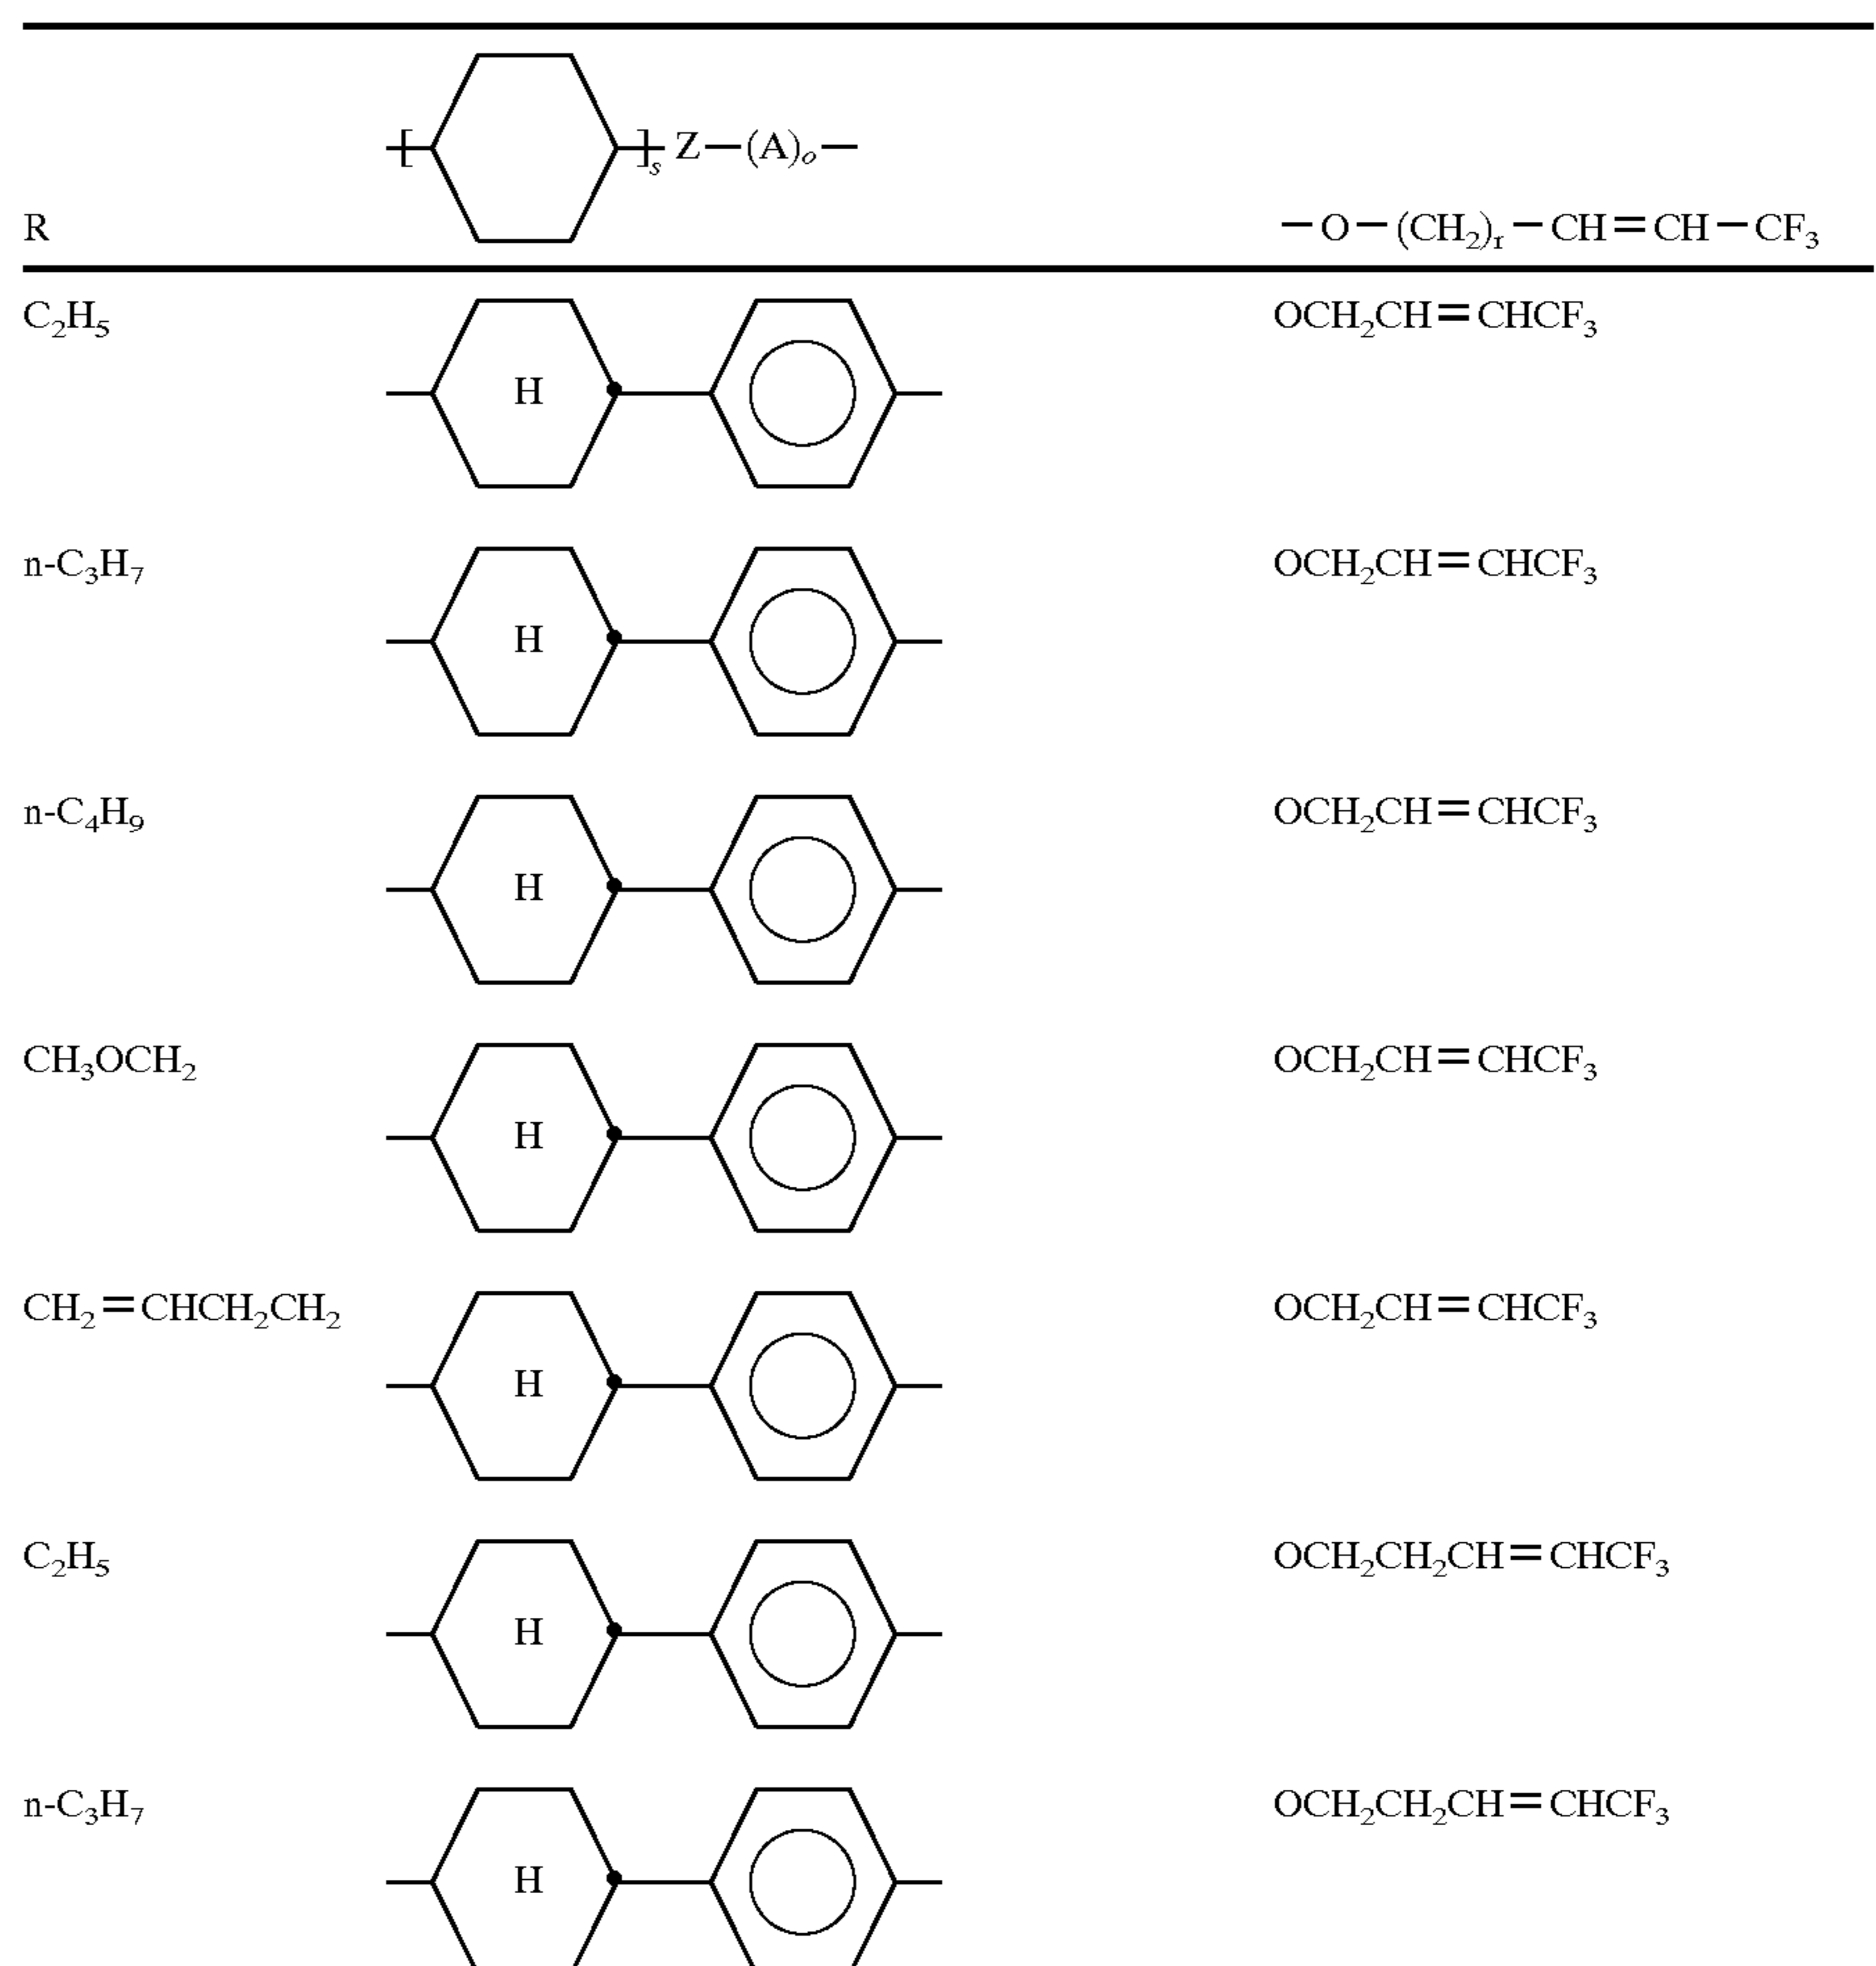 [ ]ₛ Z—(A)ₒ—
R —O—(CH₂)ᵣ—CH=CH—CF₃
C₂H₅ OCH₂CH=CHCF₃
H
n-C₃H₇ OCH₂CH=CHCF₃
H
n-C₄H₉ OCH₂CH=CHCF₃
H
CH₃OCH₂ OCH₂CH=CHCF₃
H
CH₂=CHCH₂CH₂ OCH₂CH=CHCF₃
H
C₂H₅ OCH₂CH₂CH=CHCF₃
H
n-C₃H₇ OCH₂CH₂CH=CHCF₃
H